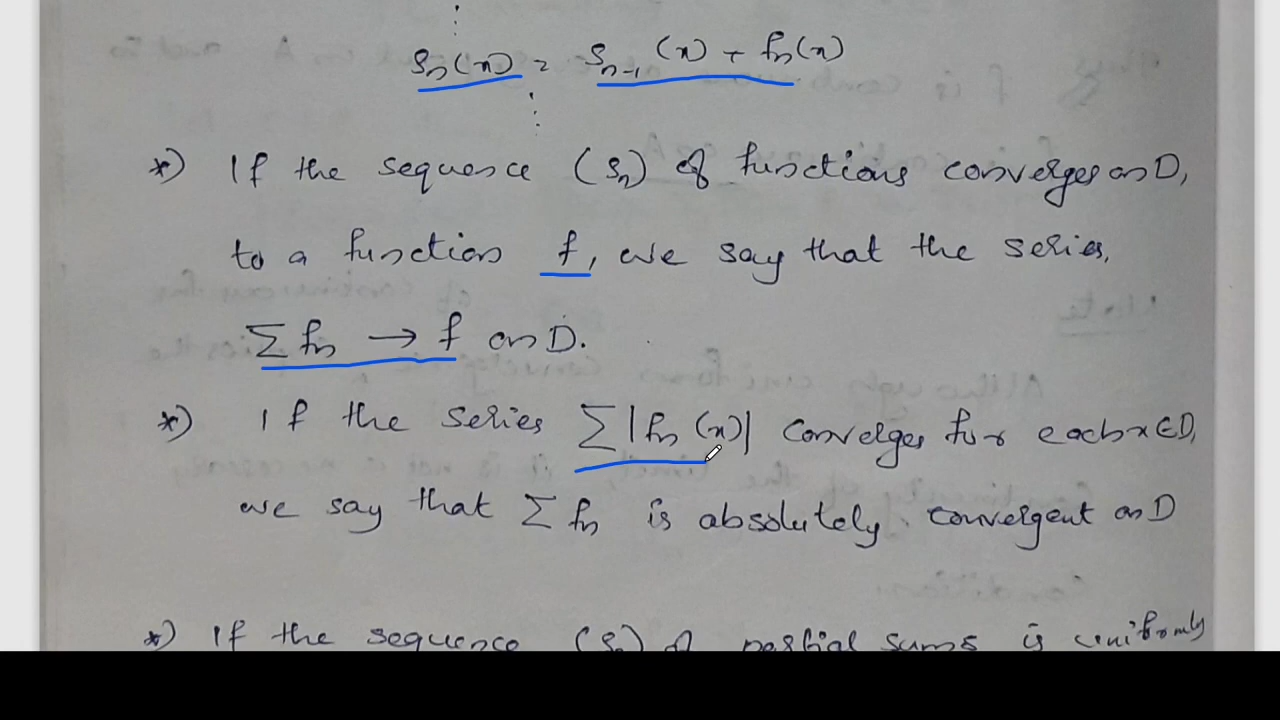 Sn(x) = Sn-1 (x) + fn(x)
*) If the sequence (Sn) of functions converges on D,
to a function f, we say that the series,
∑ fn → f on D.
*) If the series ∑ |fn (x)| converges for each x ∈ D,
we say that ∑ fn is absolutely convergent on D
*) If the sequence (Sn) of partial sums is uniformly